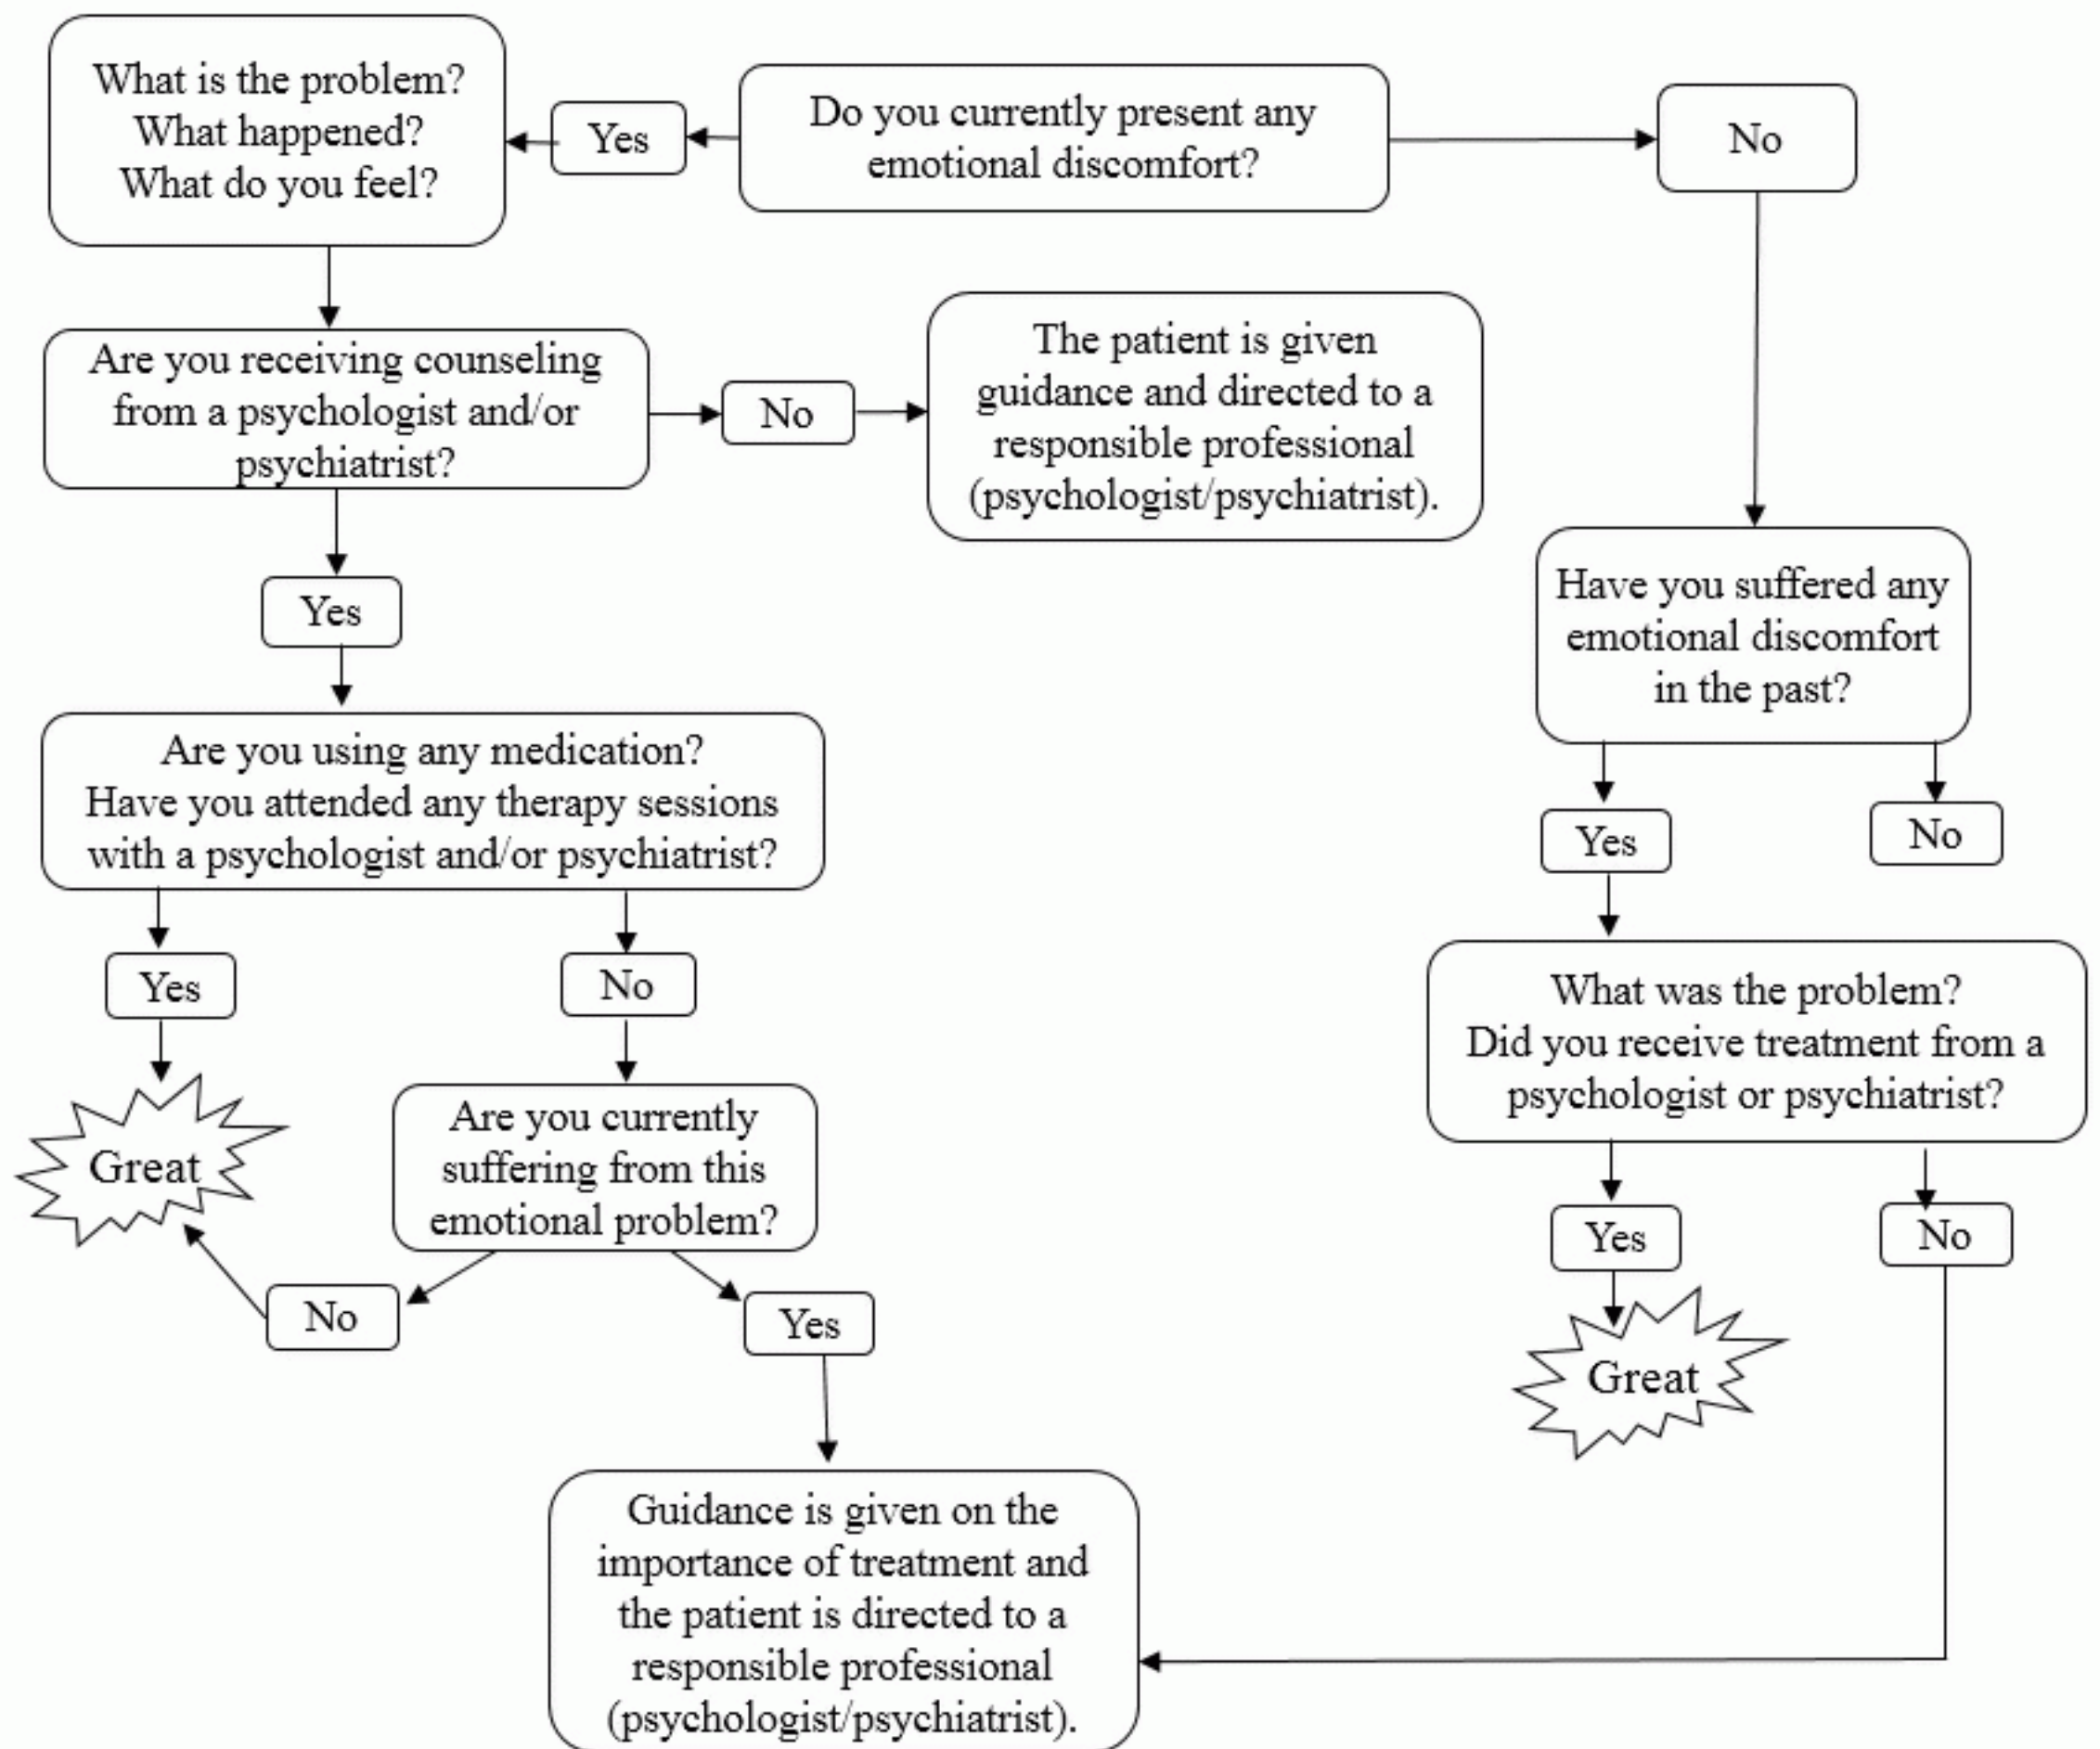 What is the problem?
What happened?
What do you feel?
Yes
Do you currently present any
emotional discomfort?
No
Are you receiving counseling
from a psychologist and/or
psychiatrist?
No
The patient is given
guidance and directed to a
responsible professional
(psychologist/psychiatrist).
Yes
Have you suffered any
emotional discomfort
in the past?
Are you using any medication?
Have you attended any therapy sessions
with a psychologist and/or psychiatrist?
Yes
No
Yes
No
What was the problem?
Did you receive treatment from a
psychologist or psychiatrist?
Great
Are you currently
suffering from this
emotional problem?
Yes
No
No
Yes
Great
Guidance is given on the
importance of treatment and
the patient is directed to a
responsible professional
(psychologist/psychiatrist).